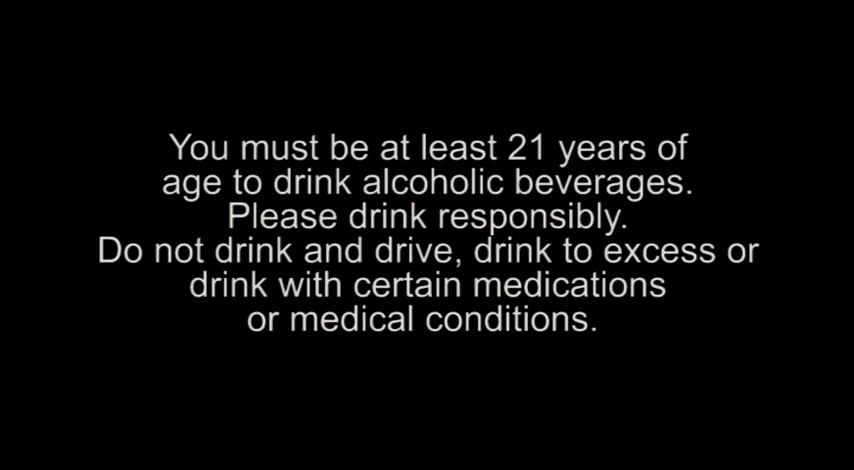 You must be at least 21 years of
age to drink alcoholic beverages.
Please drink responsibly.
Do not drink and drive, drink to excess or
drink with certain medications
or medical conditions.